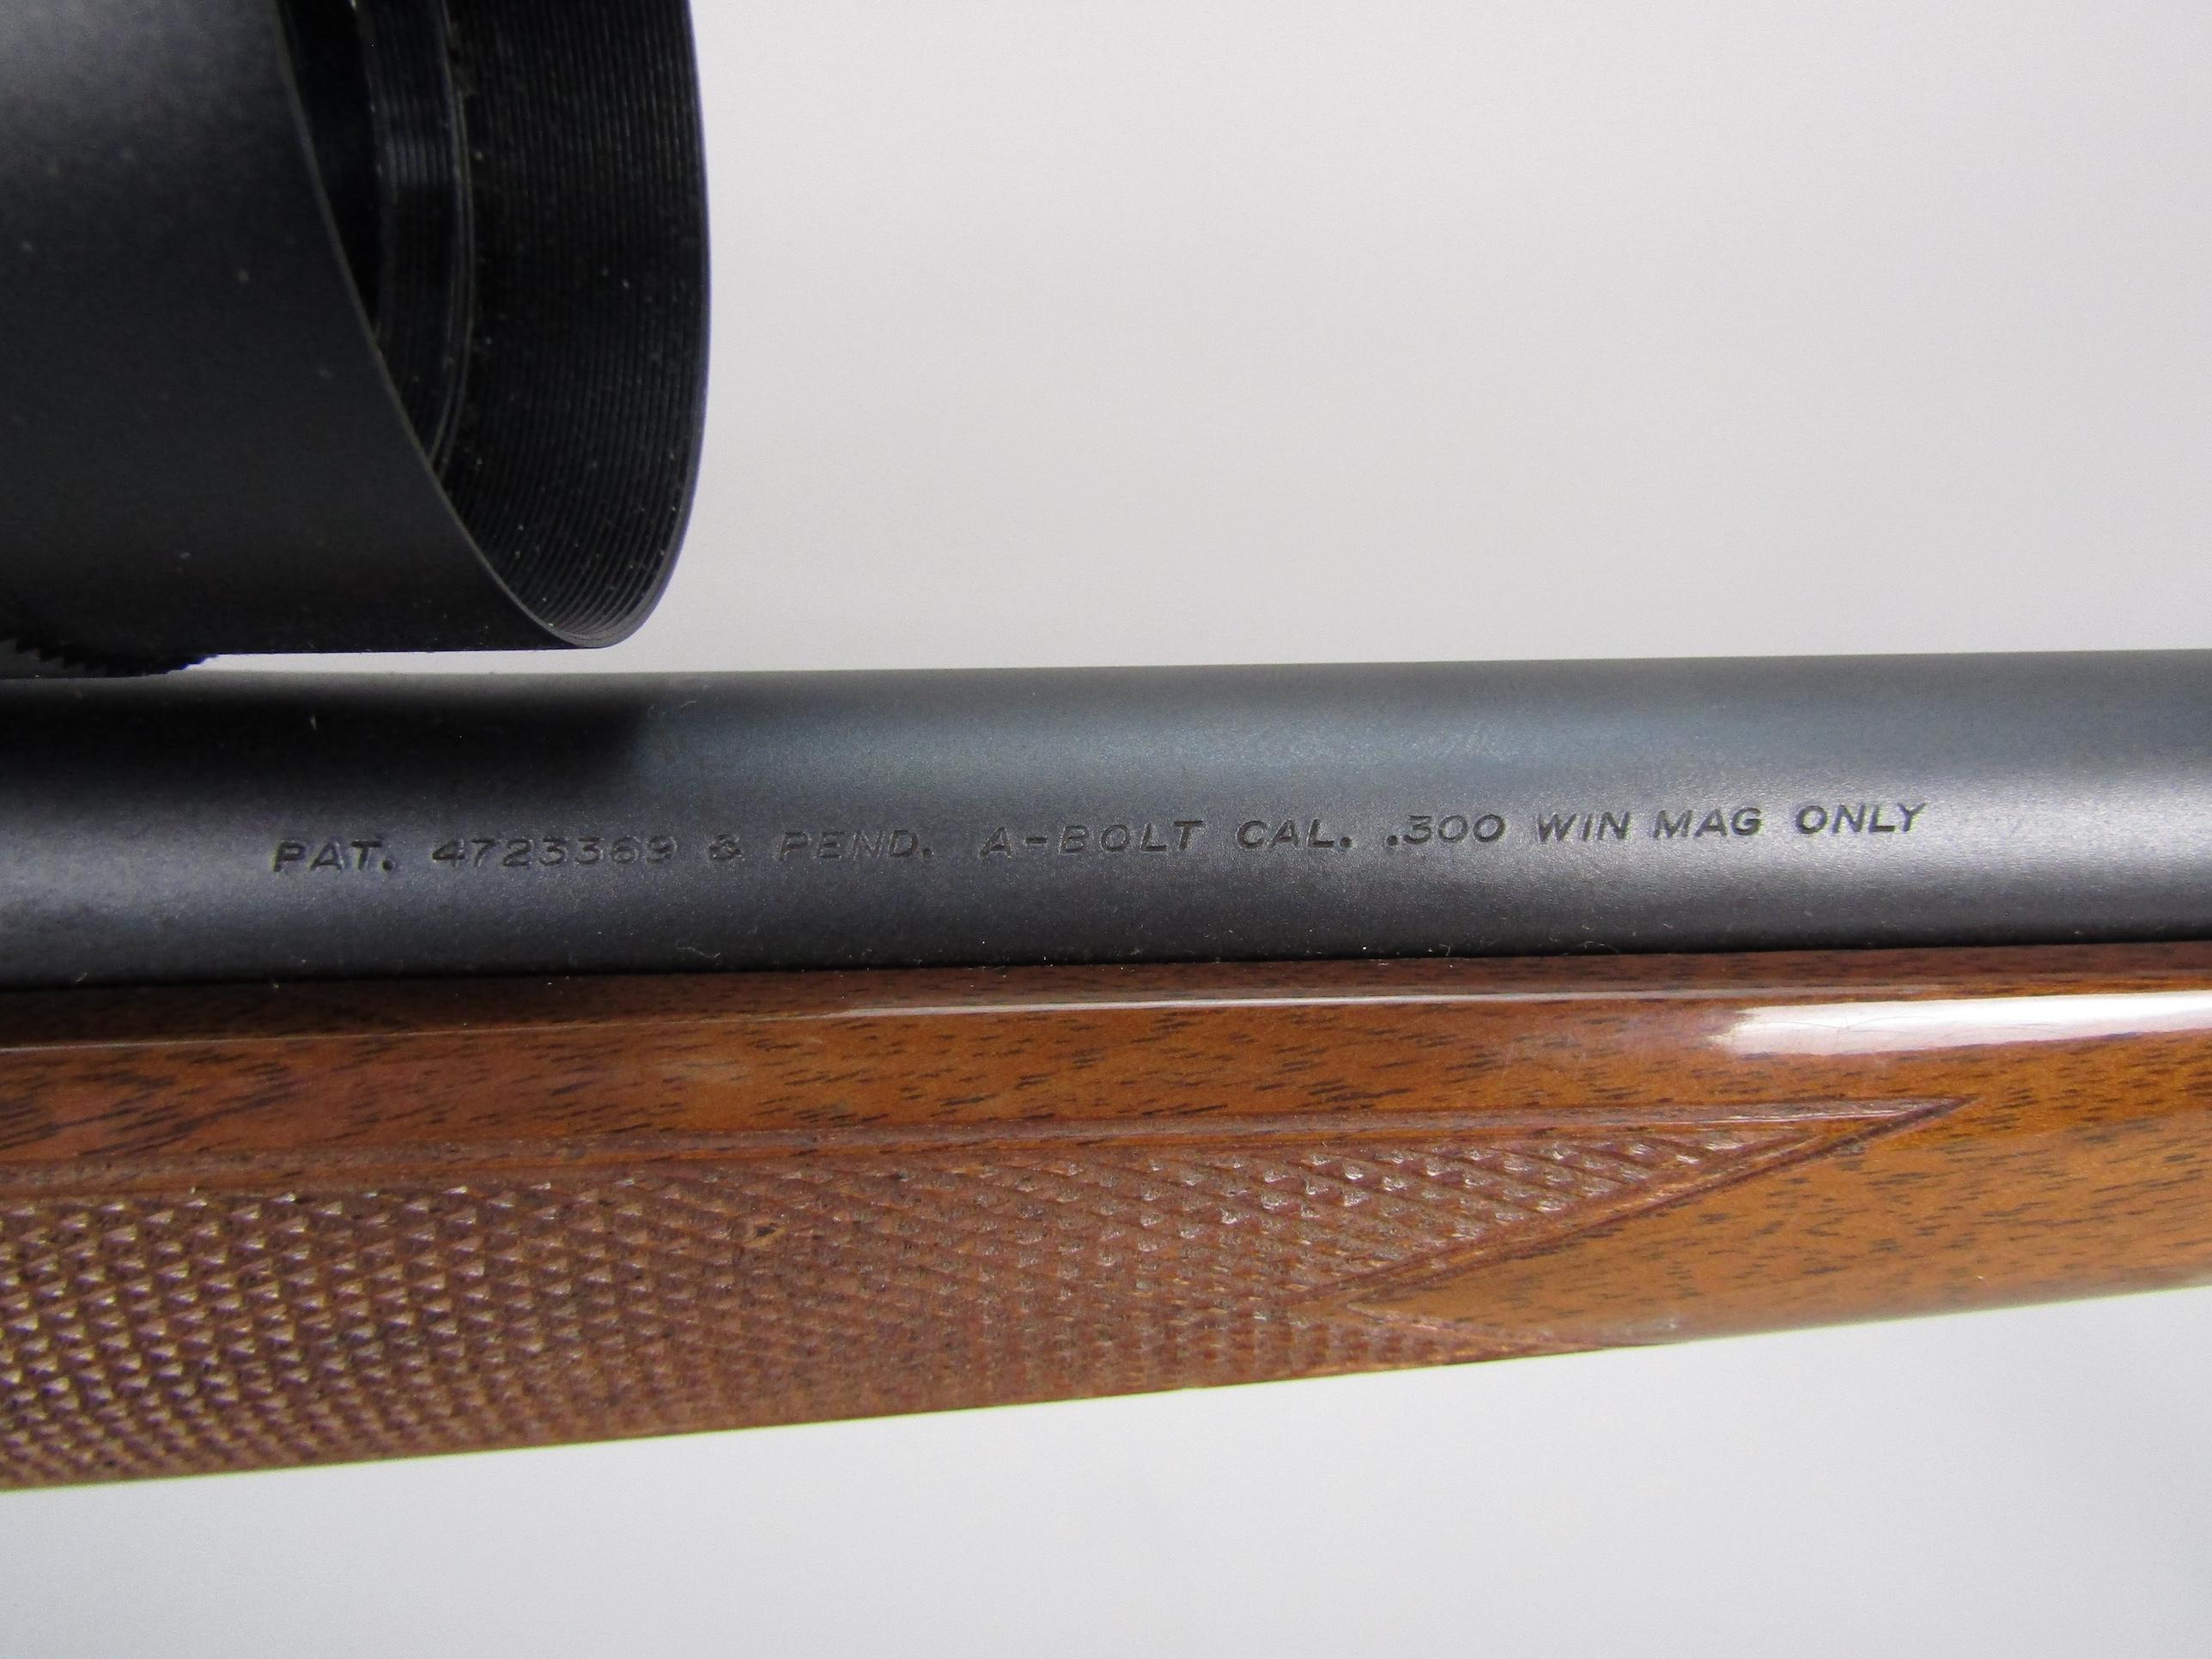 PAT. 4723369 & PEND. A-BOLT CAL. .300 WIN MAG ONLY